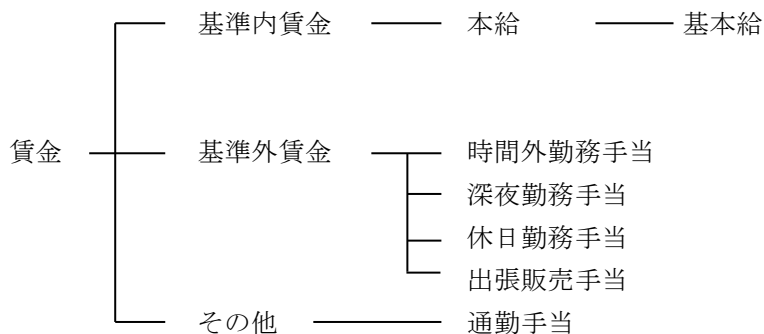 基準内賃金 本給 基本給
賃金 基準外賃金 時間外勤務手当
深夜勤務手当
休日勤務手当
出張販売手当
その他 通勤手当